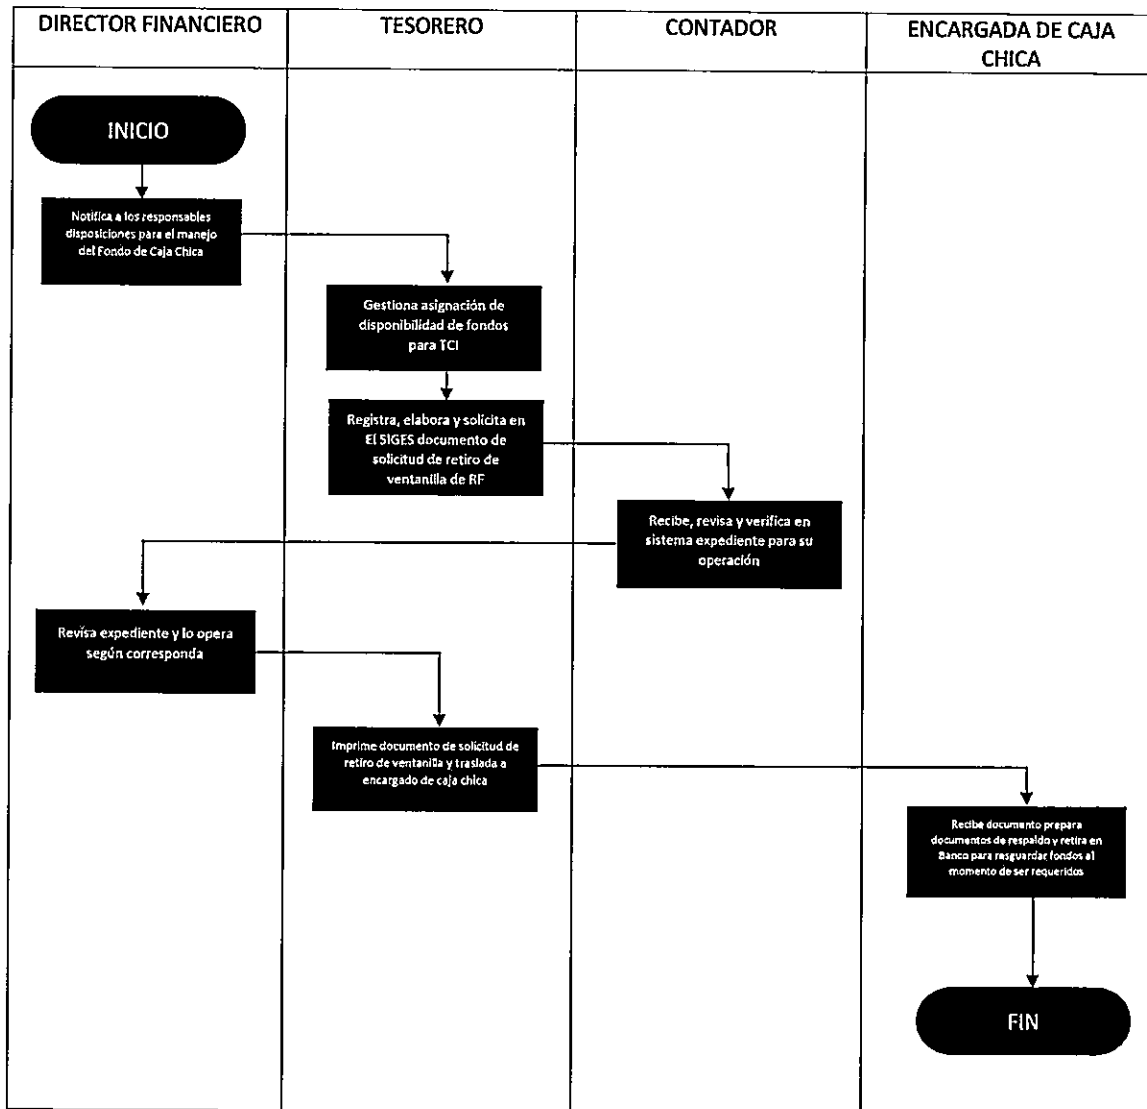 DIRECTOR FINANCIERO
TESORERO
CONTADOR
ENCARGADA DE CAJA
CHICA
INICIO
Notifica a los responsables
disposiciones para el manejo
del Fondo de Caja Chica
Gestiona asignación de
disponibilidad de fondos
para TCI
Registra, elabora y solicita en
El SIGES documento de
solicitud de retiro de
ventanilla de RF
Recibe, revisa y verifica en
sistema expediente para su
operación
Revisa expediente y lo opera
según corresponda
Imprime documento de solicitud de
retiro de ventanilla y traslada a
encargado de caja chica
Recibe documento prepara
documentos de respaldo y retira en
Banco para resguardar fondos al
momento de ser requeridos
FIN